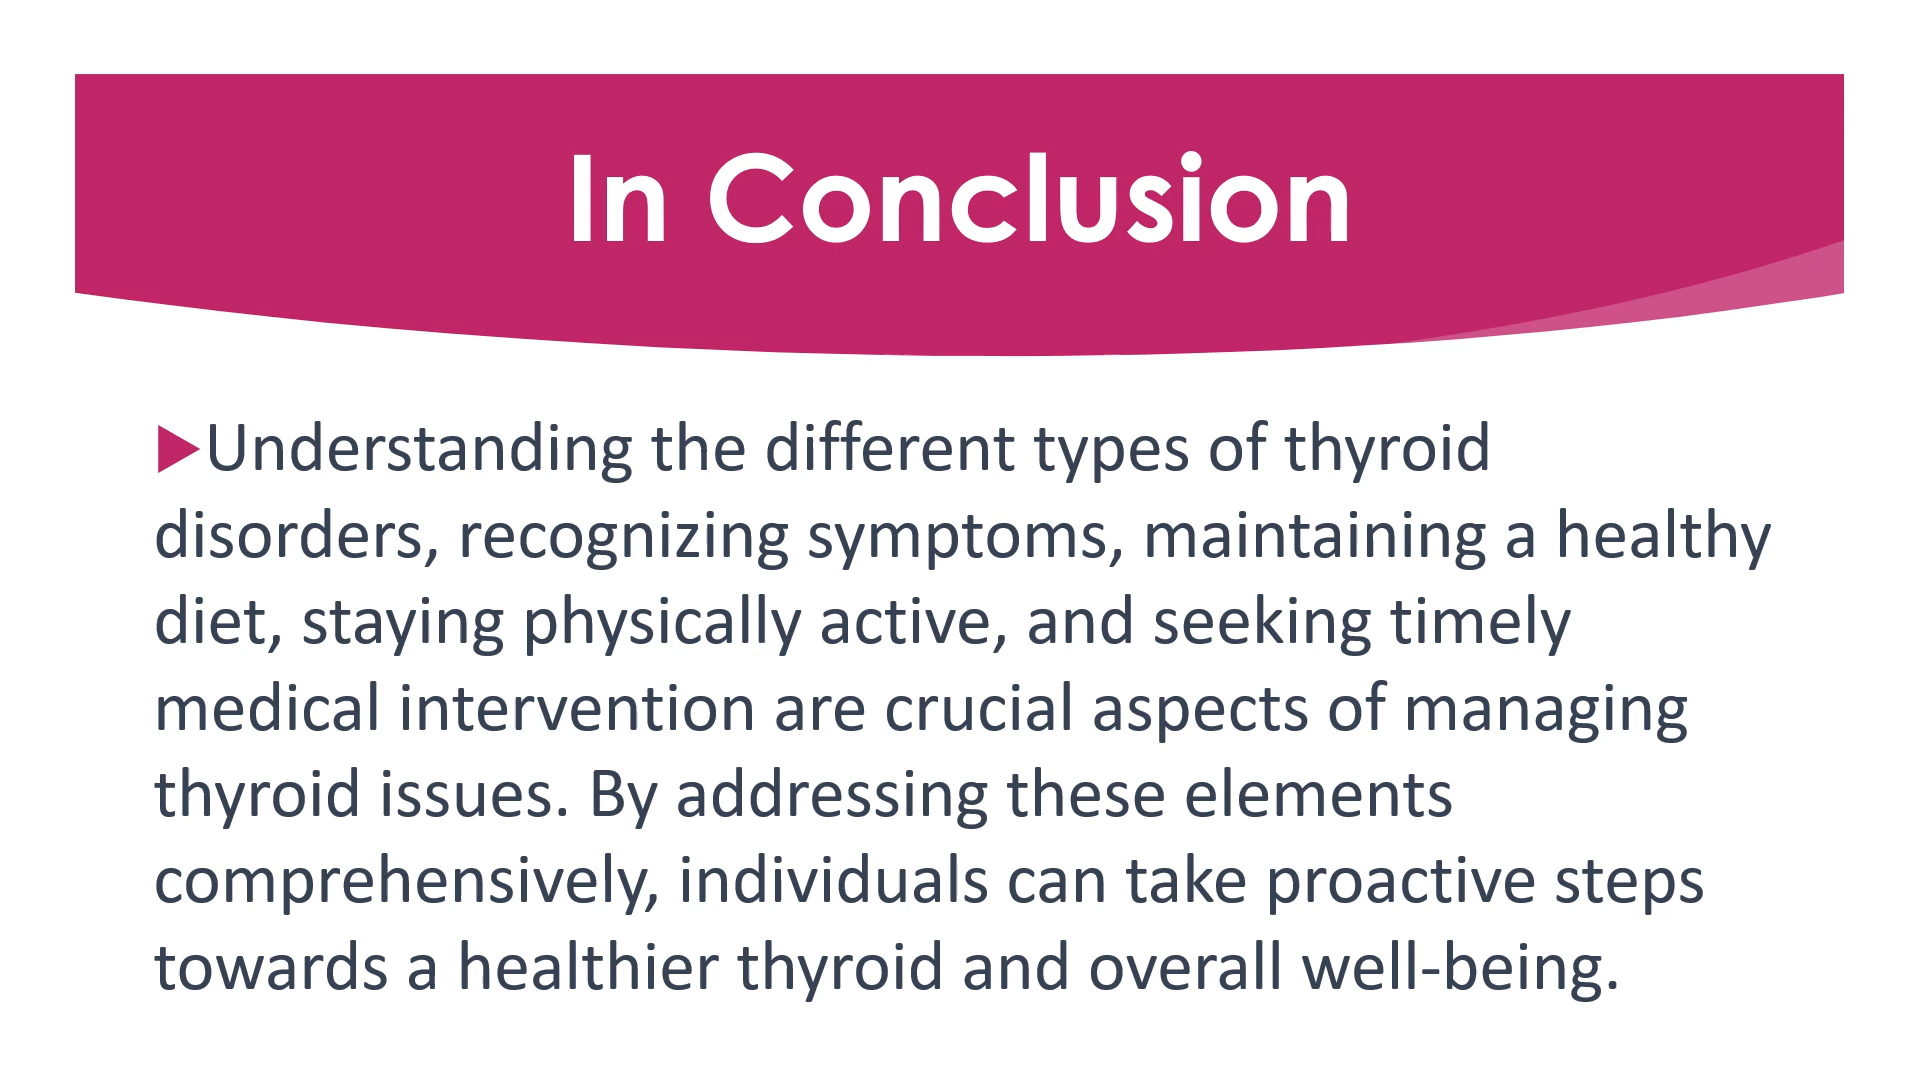 In Conclusion
Understanding the different types of thyroid
disorders, recognizing symptoms, maintaining a healthy
diet, staying physically active, and seeking timely
medical intervention are crucial aspects of managing
thyroid issues. By addressing these elements
comprehensively, individuals can take proactive steps
towards a healthier thyroid and overall well-being.